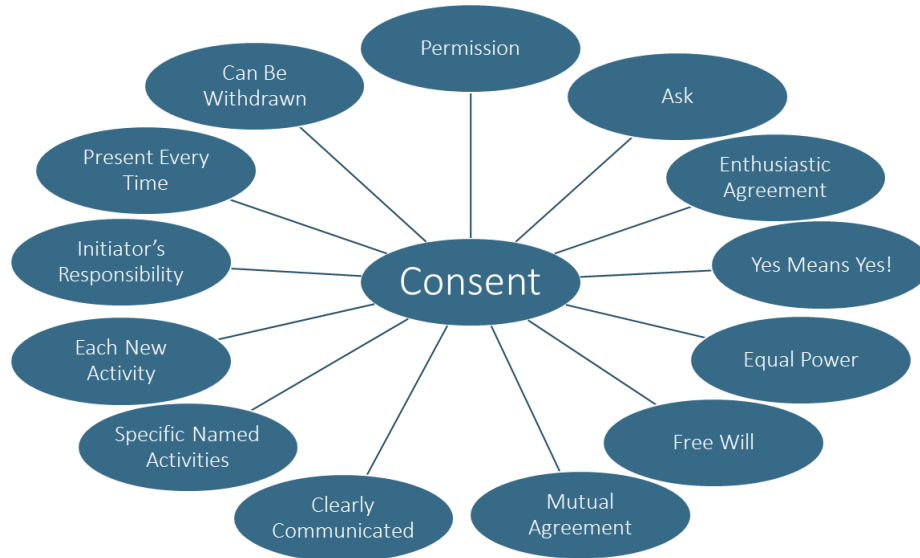 Permission
Ask
Enthusiastic
Agreement
Yes Means Yes!
Equal Power
Free Will
Mutual
Agreement
Clearly
Communicated
Specific Named
Activities
Each New
Activity
Initiator’s
Responsibility
Present Every
Time
Can Be
Withdrawn
Consent